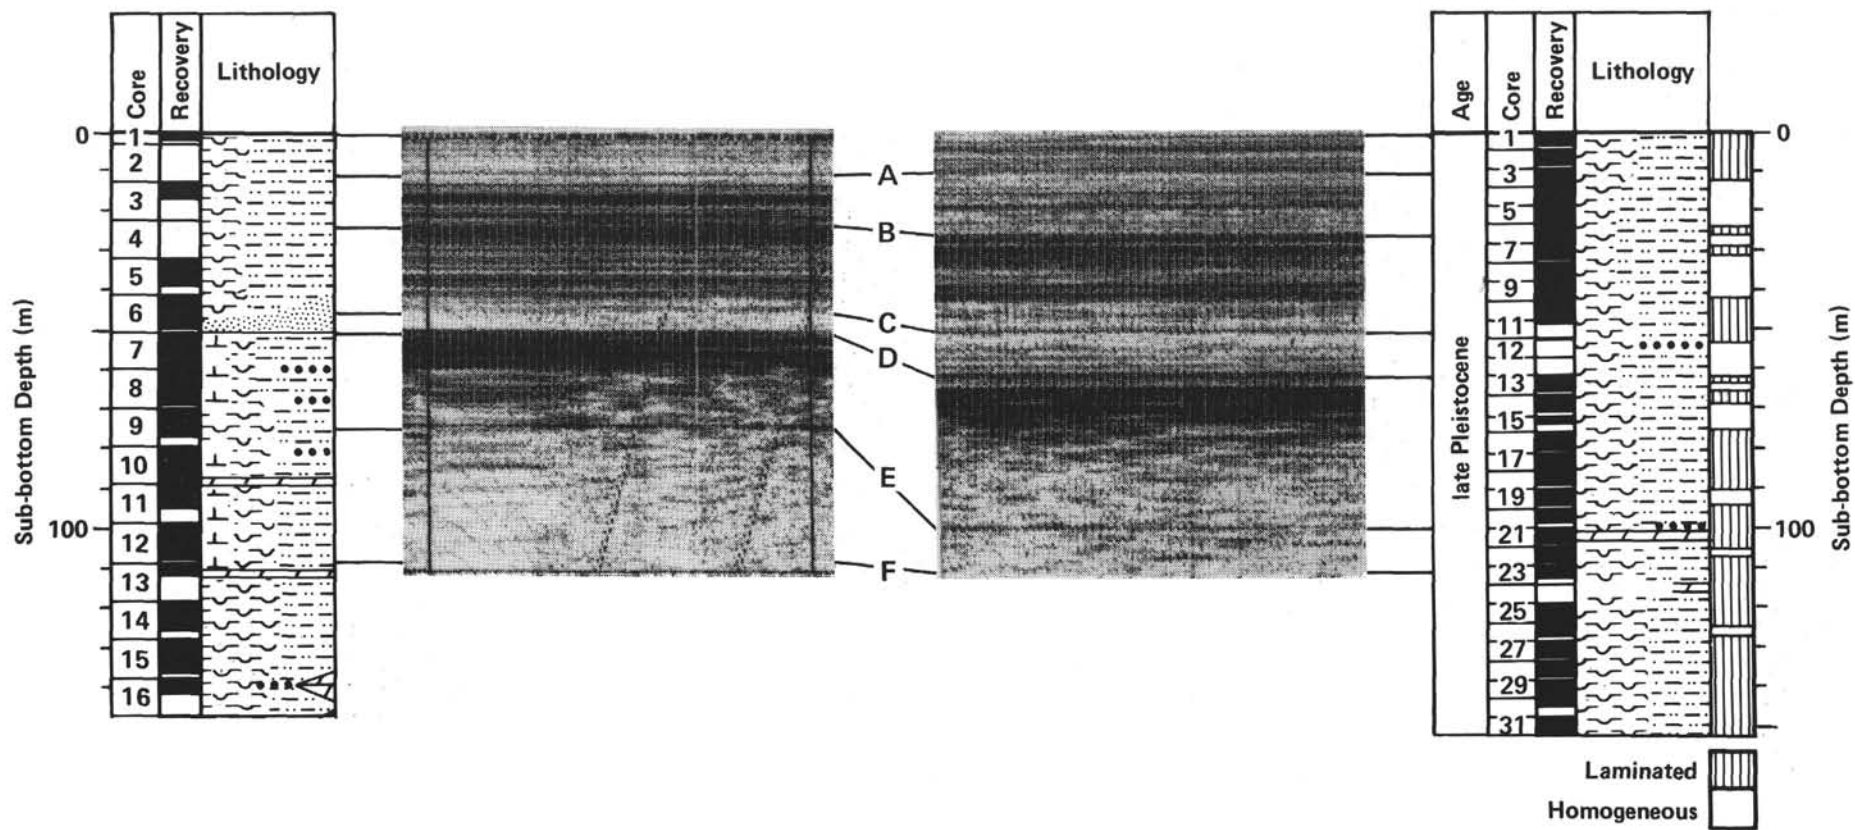 Core
Recovery
Lithology
Sub-bottom Depth (m)
0
100
1
2
3
4
5
6
7
8
9
10
11
12
13
14
15
16
A
B
C
D
E
F
Age
Core
Recovery
Lithology
late Pleistocene
1
3
5
7
9
11
12
13
15
17
19
21
23
25
27
29
31
0
100
Sub-bottom Depth (m)
Laminated
Homogeneous